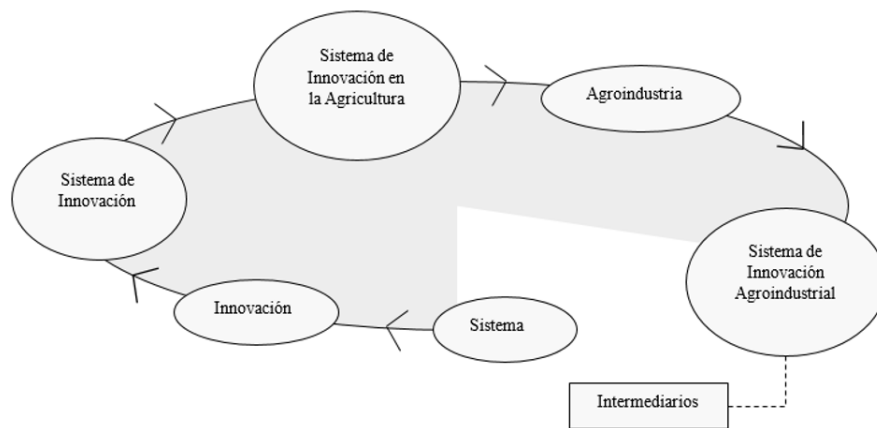 Sistema de
Innovación en
la Agricultura
Agroindustria
Sistema de
Innovación
Sistema de
Innovación
Agroindustrial
Innovación
Sistema
Intermediarios